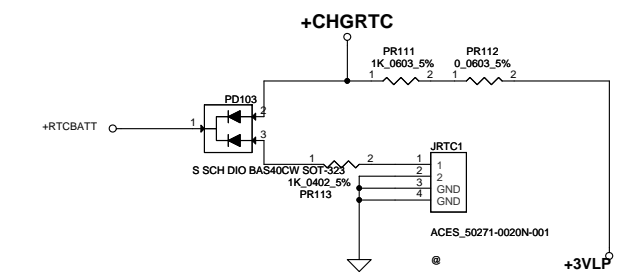 +CHGRTC
PR111
1K_0603_5%
1
2
PR112
0_0603_5%
1
2
PD103
+RTCBATT
1
2
3
S SCH DIO BAS40CW SOT-323
1
2
1K_0402_5%
PR113
JRTC1
1
2
3
4
1
2
GND
GND
ACES_50271-0020N-001
@
+3VLP